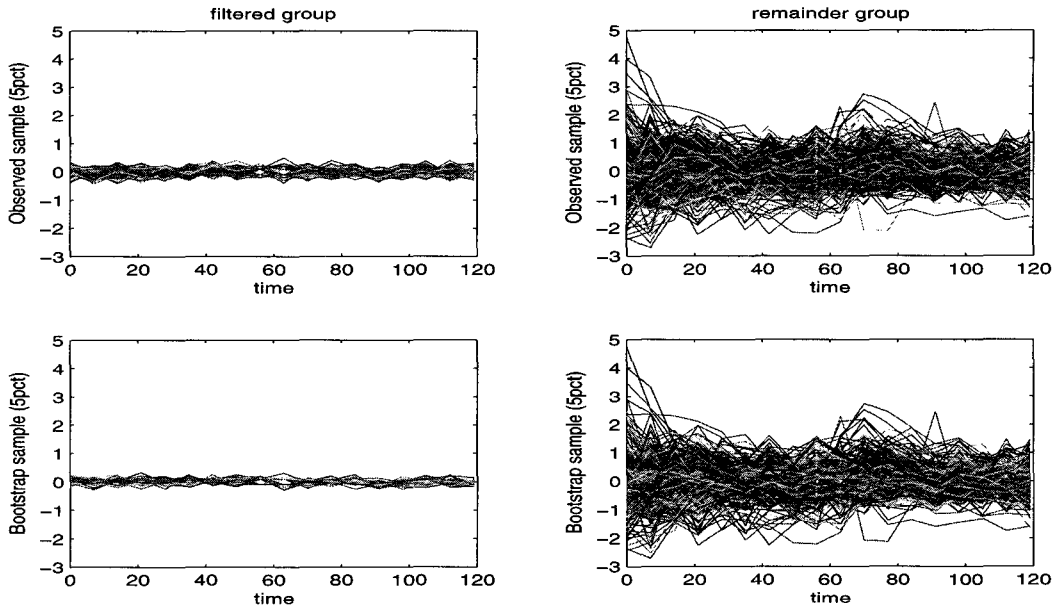 filtered group
Observed sample (5pct)
5
4
3
2
1
0
-1
-2
-3
0 20 40 60 80 100 120
time
remainder group
Observed sample (5pct)
5
4
3
2
1
0
-1
-2
-3
0 20 40 60 80 100 120
time
Bootstrap sample (5pct)
5
4
3
2
1
0
-1
-2
-3
0 20 40 60 80 100 120
time
Bootstrap sample (5pct)
5
4
3
2
1
0
-1
-2
-3
0 20 40 60 80 100 120
time